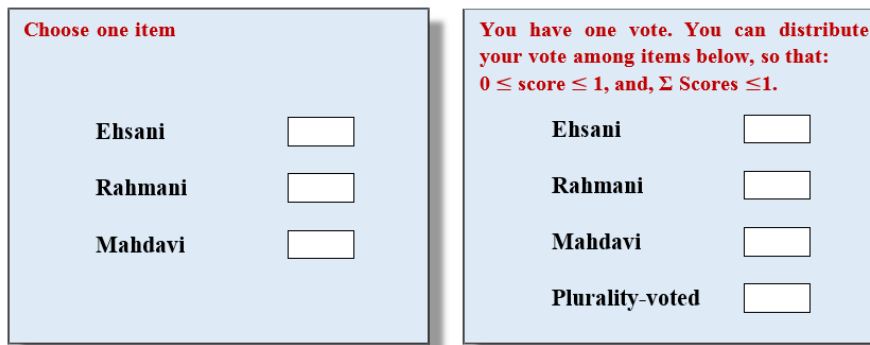 Choose one item
Ehsani
Rahmani
Mahdavi
You have one vote. You can distribute
your vote among items below, so that:
0 ≤ score ≤ 1, and, Σ Scores ≤1.
Ehsani
Rahmani
Mahdavi
Plurality-voted